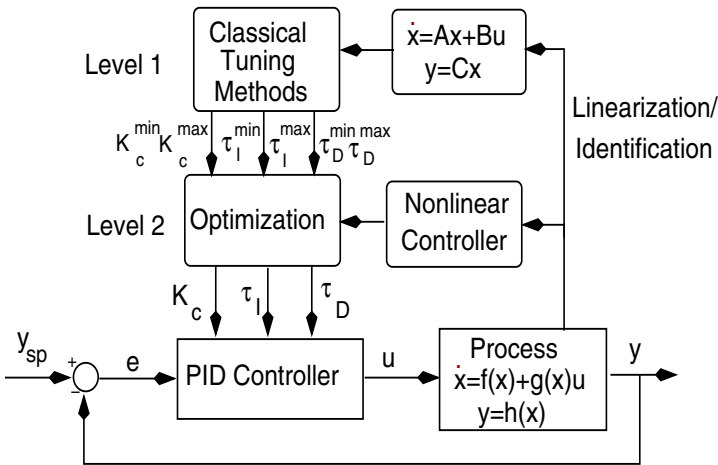 Level 1
Classical
Tuning
Methods
ẋ=Ax+Bu
y=Cx
Linearization/
Identification
K_c^min K_c^max τ_I^min τ_I^max τ_D^min τ_D^max
Level 2
Optimization
Nonlinear
Controller
K_c τ_I τ_D
y_sp
+
−
e
PID Controller
u
Process
ẋ=f(x)+g(x)u
y=h(x)
y